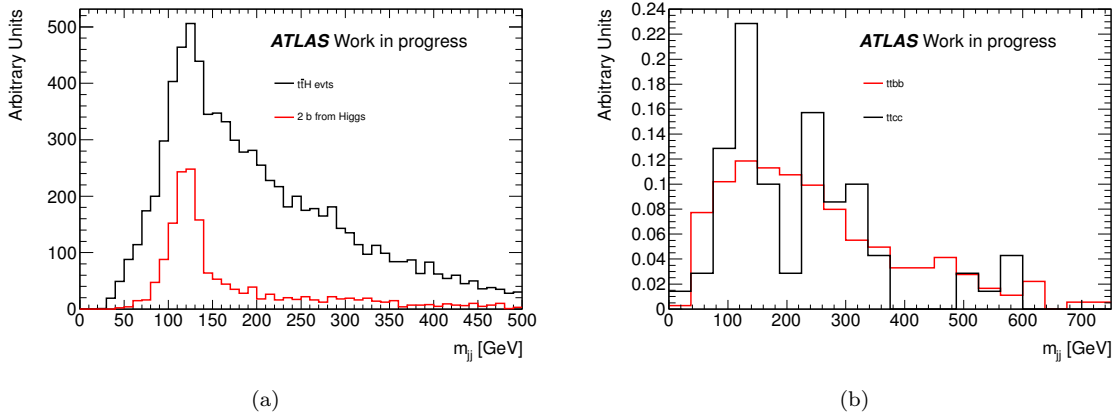 Arbitrary Units
500
400
300
200
100
0
ATLAS Work in progress
tt̄H evts
2 b from Higgs
0 50 100 150 200 250 300 350 400 450 500
m_jj [GeV]
(a)
Arbitrary Units
0.24
0.22
0.2
0.18
0.16
0.14
0.12
0.1
0.08
0.06
0.04
0.02
0
ATLAS Work in progress
ttbb
ttcc
0 100 200 300 400 500 600 700
m_jj [GeV]
(b)